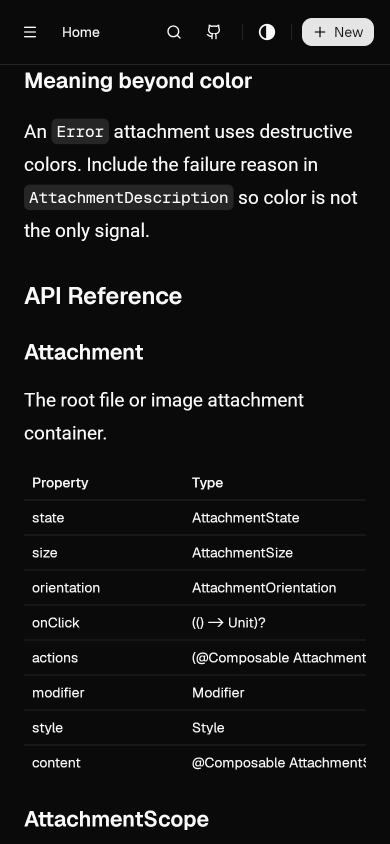 Home
New
Meaning beyond color
An Error attachment uses destructive
colors. Include the failure reason in
AttachmentDescription so color is not
the only signal.
API Reference
Attachment
The root file or image attachment
container.
Property Type
state AttachmentState
size AttachmentSize
orientation AttachmentOrientation
onClick (() -> Unit)?
actions (@Composable Attachment
modifier Modifier
style Style
content @Composable AttachmentS
AttachmentScope